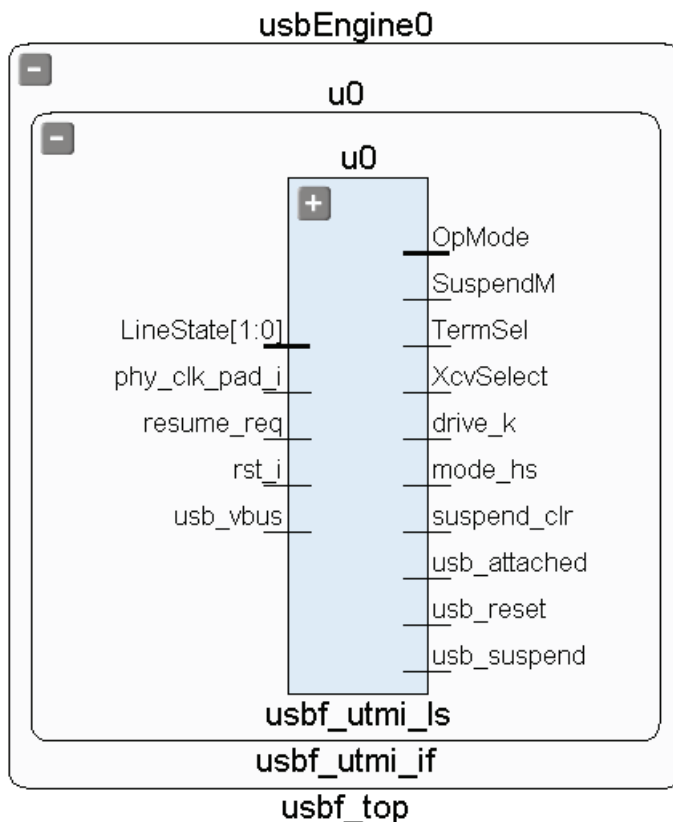 usbEngine0
u0
u0
OpMode
SuspendM
LineState[1:0]
TermSel
phy_clk_pad_i
XcvSelect
resume_req
drive_k
rst_i
mode_hs
usb_vbus
suspend_clr
usb_attached
usb_reset
usb_suspend
usbf_utmi_ls
usbf_utmi_if
usbf_top